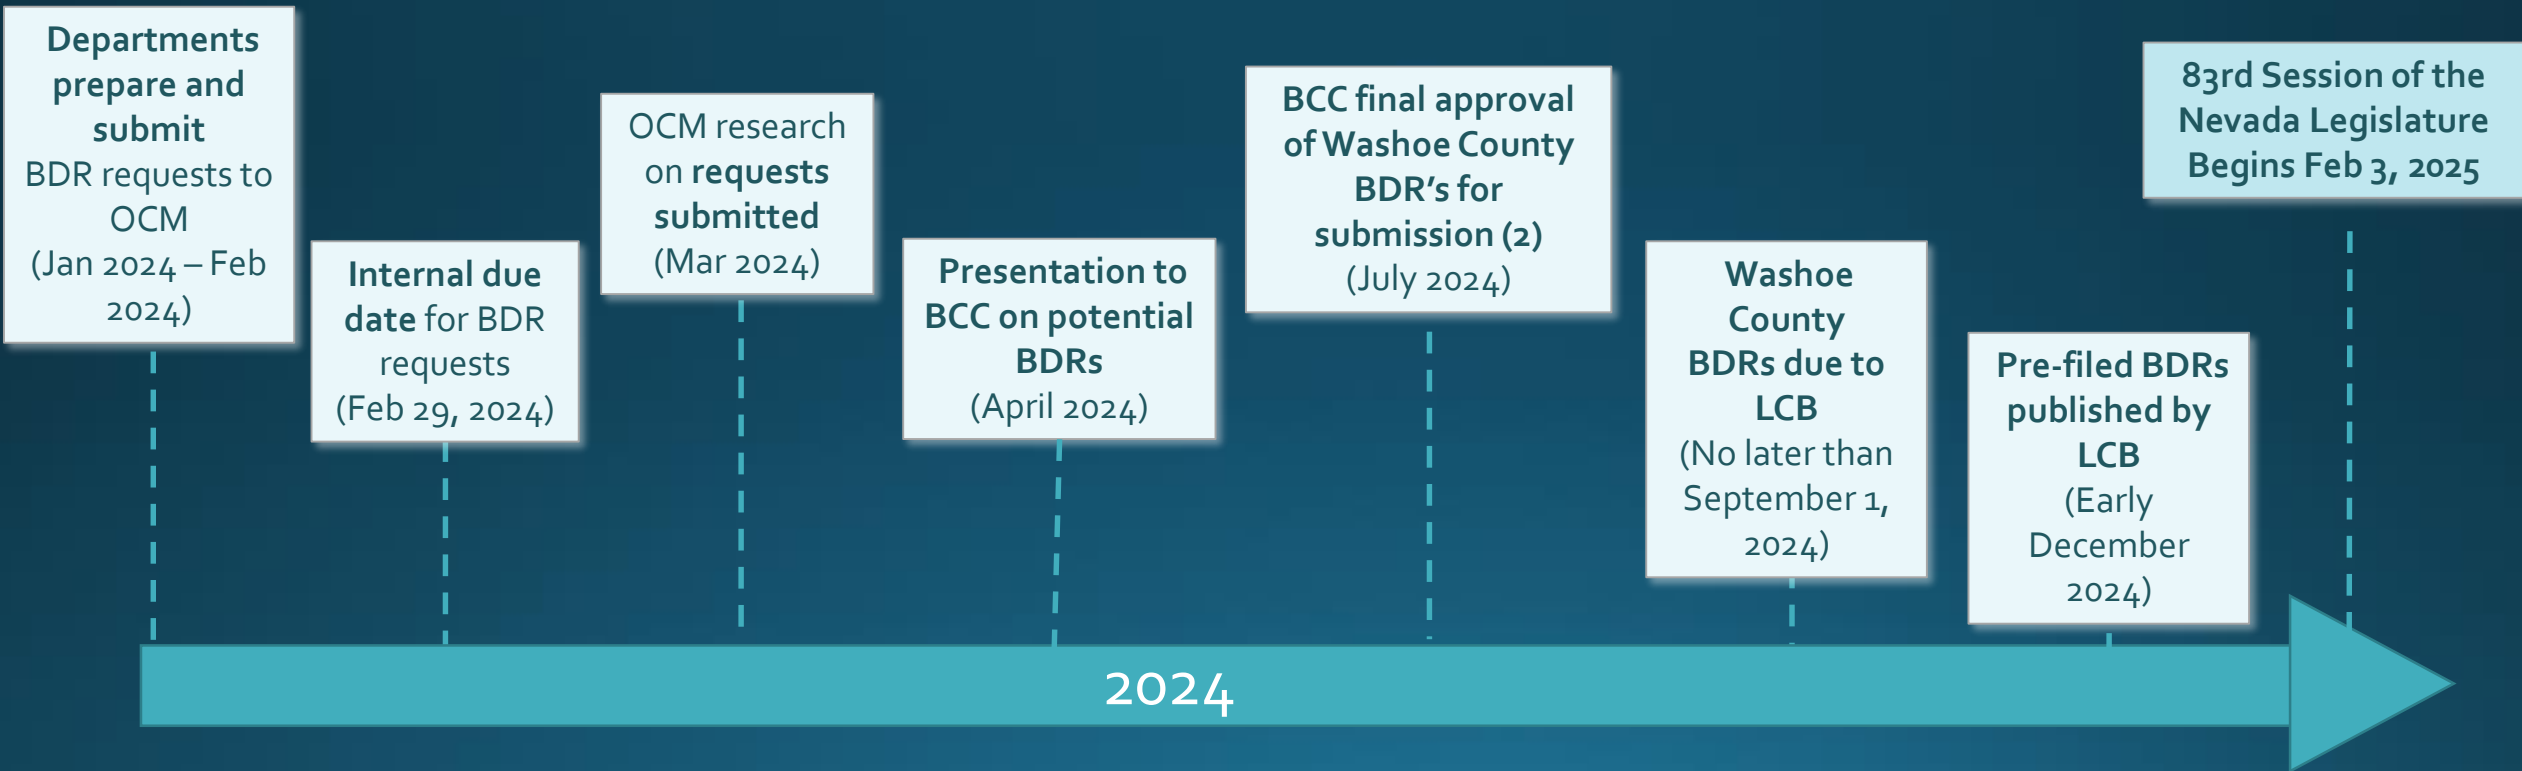 Departments
prepare and
submit
BDR requests to
OCM
(Jan 2024 – Feb
2024)
Internal due
date for BDR
requests
(Feb 29, 2024)
OCM research
on requests
submitted
(Mar 2024)
Presentation to
BCC on potential
BDRs
(April 2024)
BCC final approval
of Washoe County
BDR’s for
submission (2)
(July 2024)
Washoe
County
BDRs due to
LCB
(No later than
September 1,
2024)
Pre-filed BDRs
published by
LCB
(Early
December
2024)
83rd Session of the
Nevada Legislature
Begins Feb 3, 2025
2024